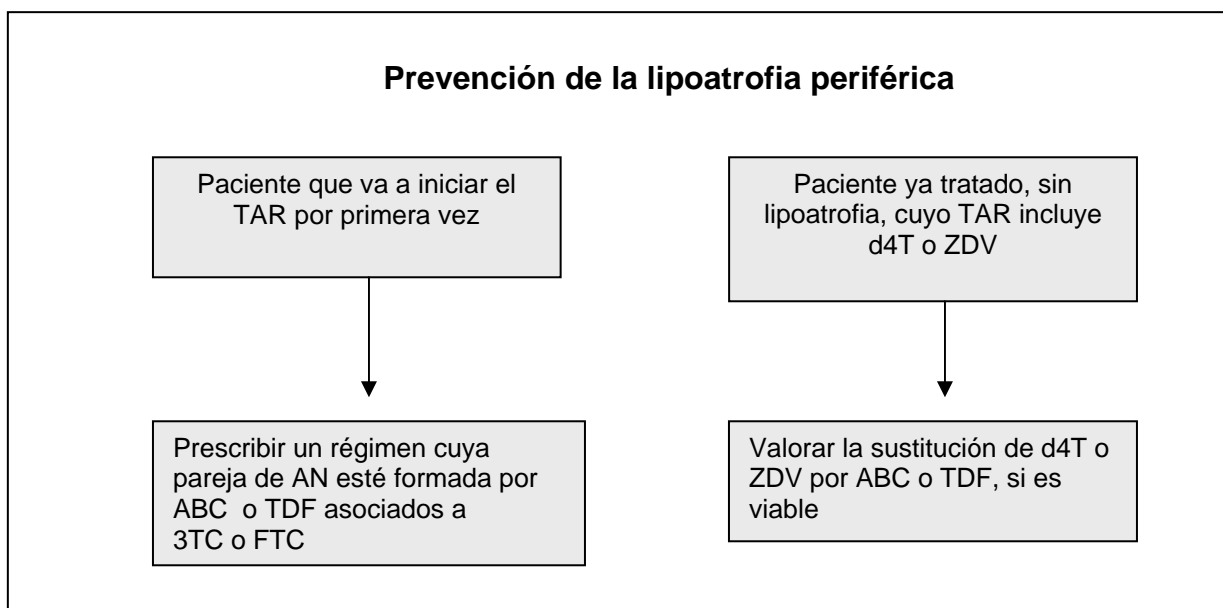 Prevención de la lipoatrofia periférica
Paciente que va a iniciar el
TAR por primera vez
Paciente ya tratado, sin
lipoatrofia, cuyo TAR incluye
d4T o ZDV
Prescribir un régimen cuya
pareja de AN esté formada por
ABC o TDF asociados a
3TC o FTC
Valorar la sustitución de d4T o
ZDV por ABC o TDF, si es
viable